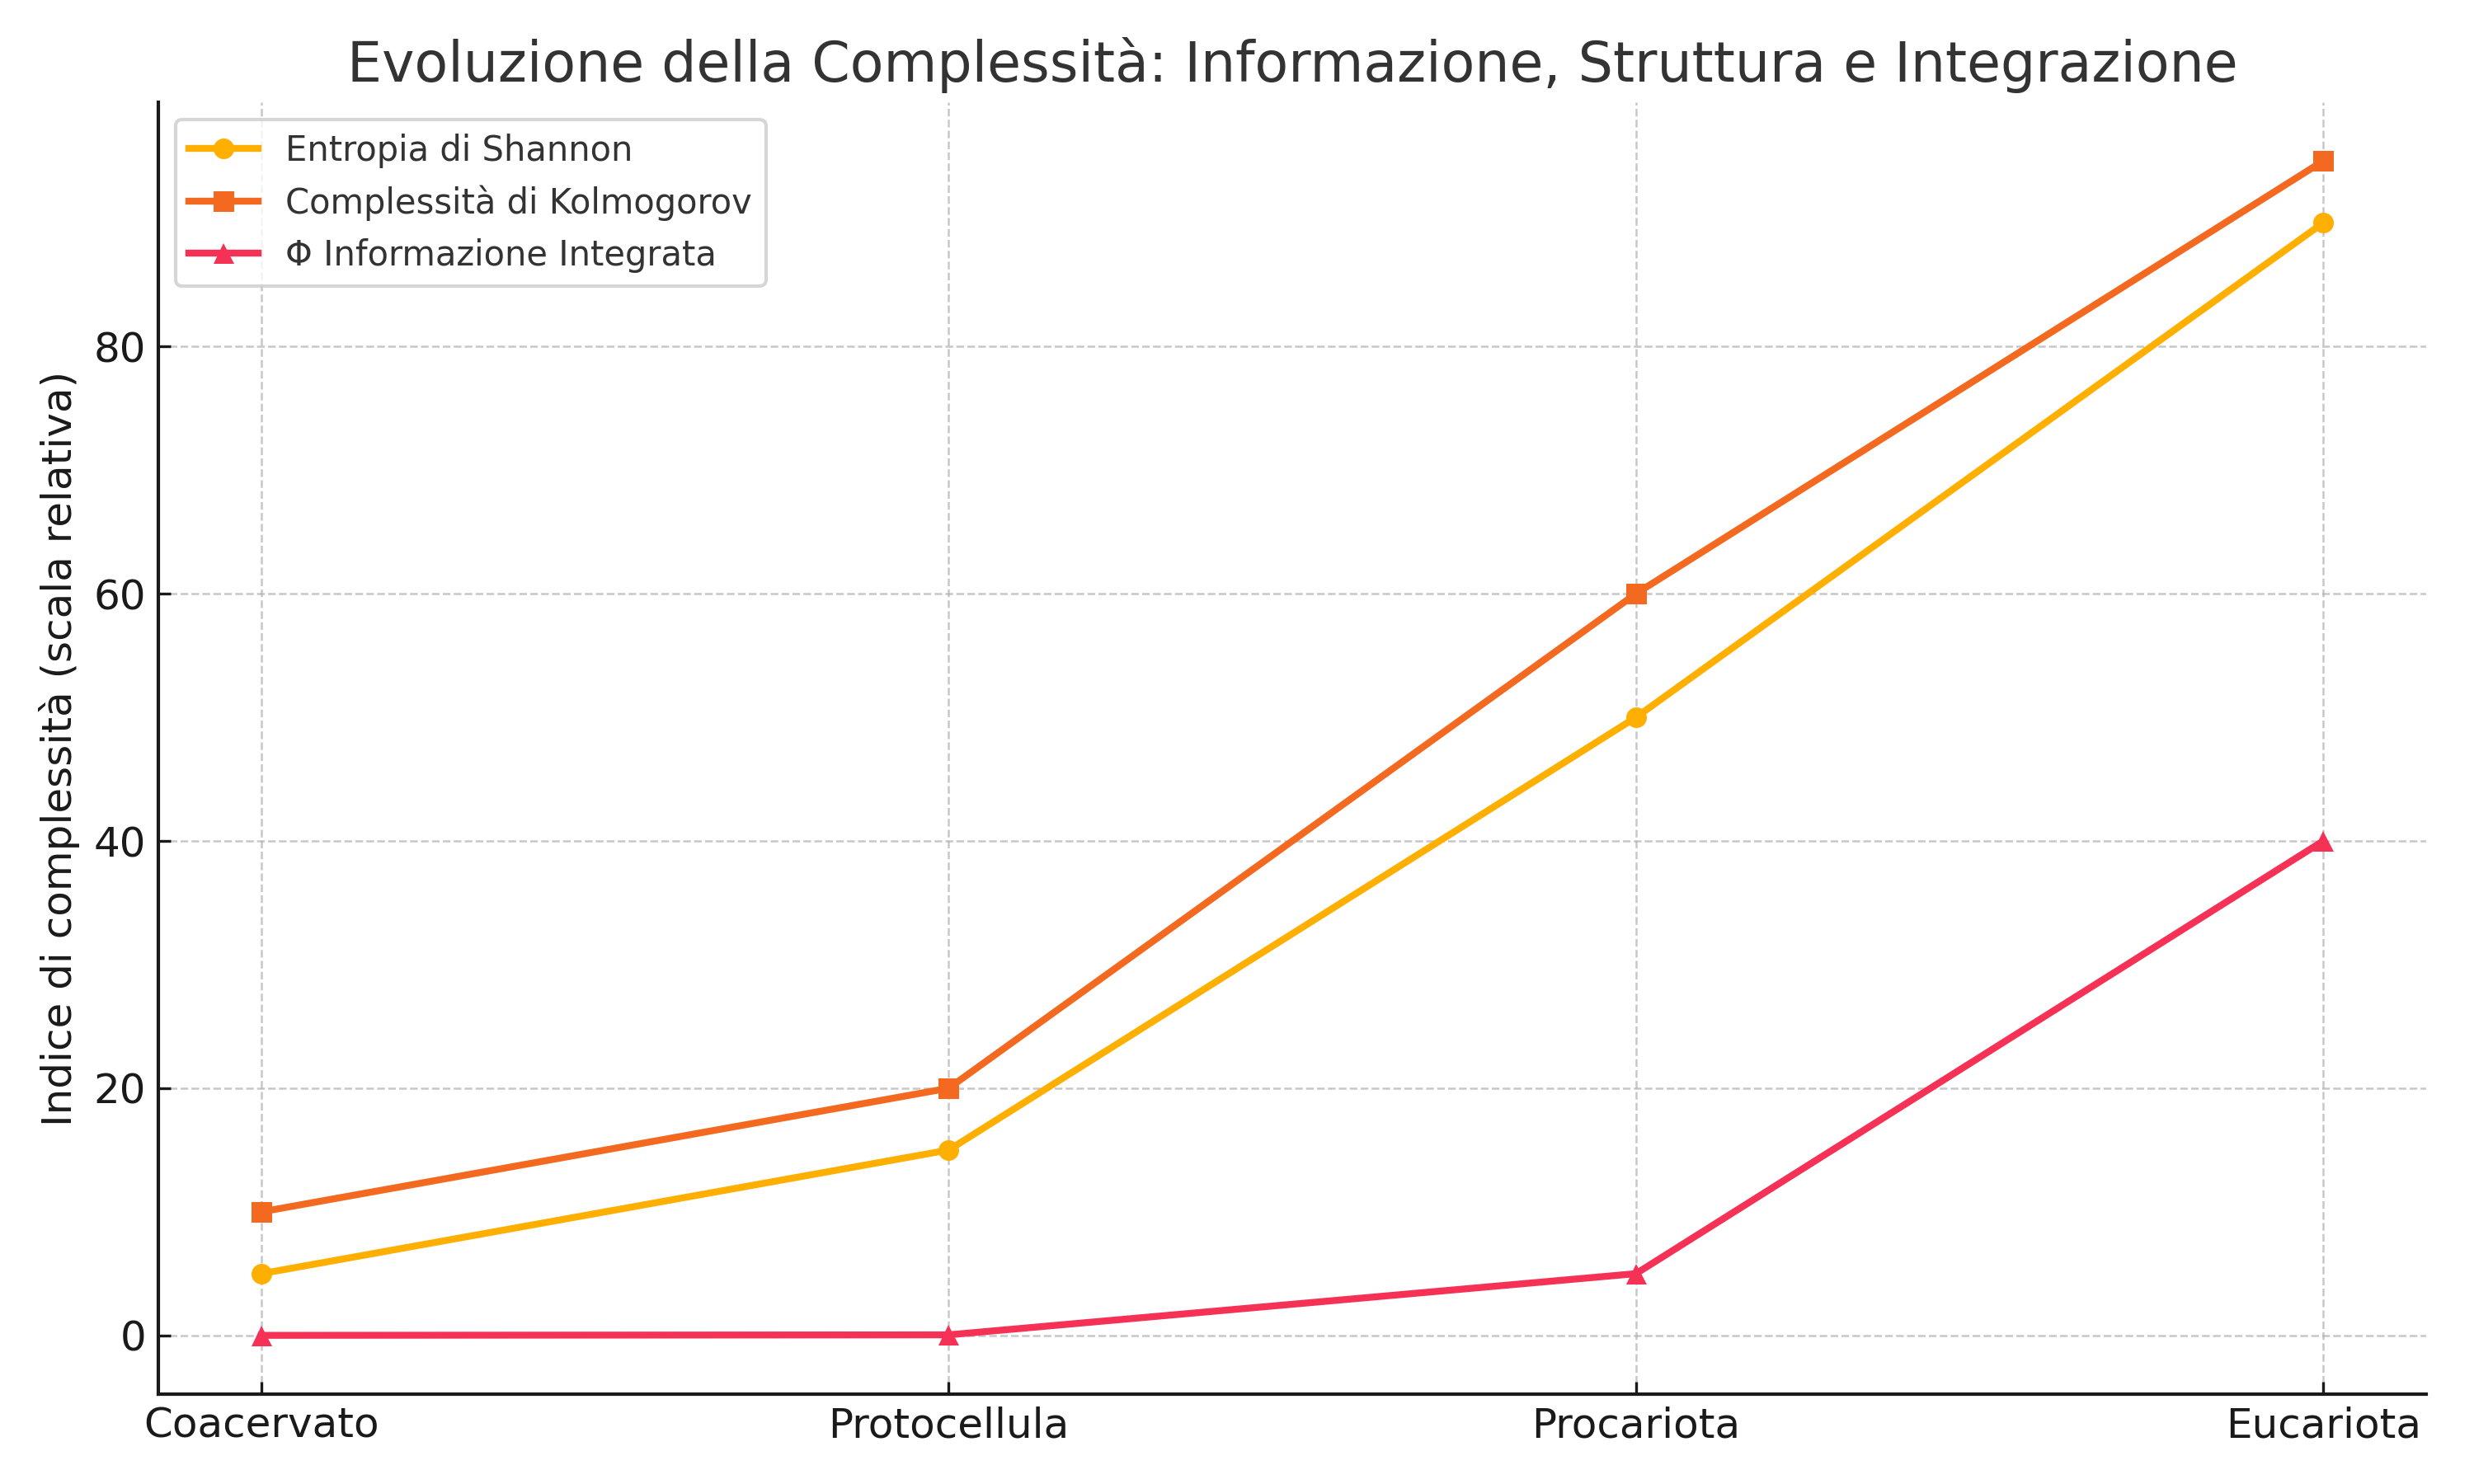 Evoluzione della Complessità: Informazione, Struttura e Integrazione
Entropia di Shannon
Complessità di Kolmogorov
Φ Informazione Integrata
Indice di complessità (scala relativa)
80
60
40
20
0
Coacervato
Protocellula
Procariota
Eucariota